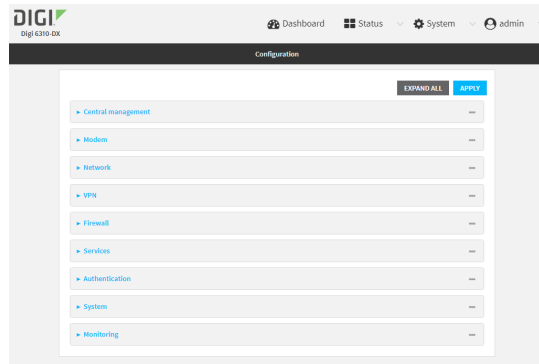 DIGI
Digi 6310-DX
Dashboard Status System admin
Configuration
EXPAND ALL APPLY
Central management
Modem
Network
VPN
Firewall
Services
Authentication
System
Monitoring